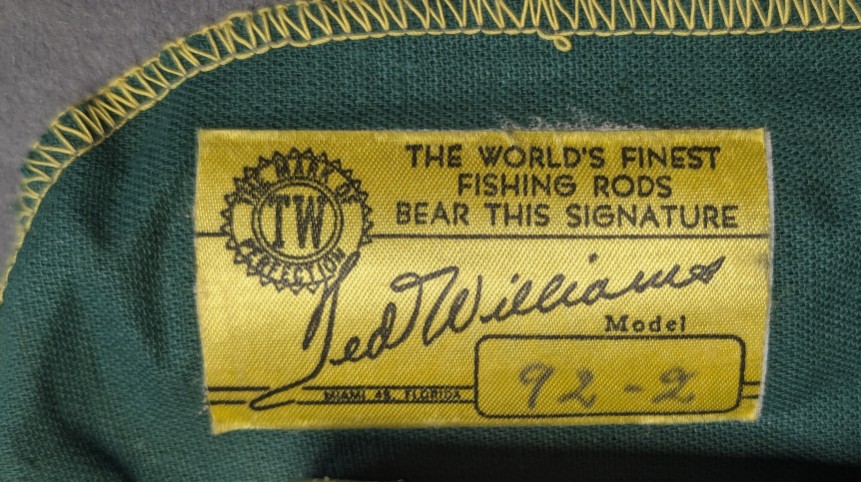 THE WORLD'S FINEST
FISHING RODS
BEAR THIS SIGNATURE
THE MARK OF
TW
PERFECTION
Ted Williams
Model
92-2
MIAMI 45, FLORIDA